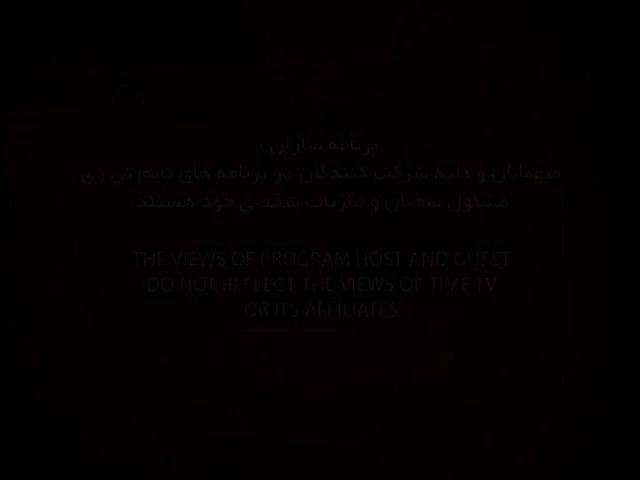 برنامه سازان ،
میهمانان و کلیه شرکت کنندگان در برنامه های تایم تی وی
مسئول سخنان و نظریات شخصی خود هستند.
THE VIEWS OF PROGRAM HOST AND GUEST
DO NOT REFLECT THE VIEWS OF TIME TV
OR ITS AFFILIATES.